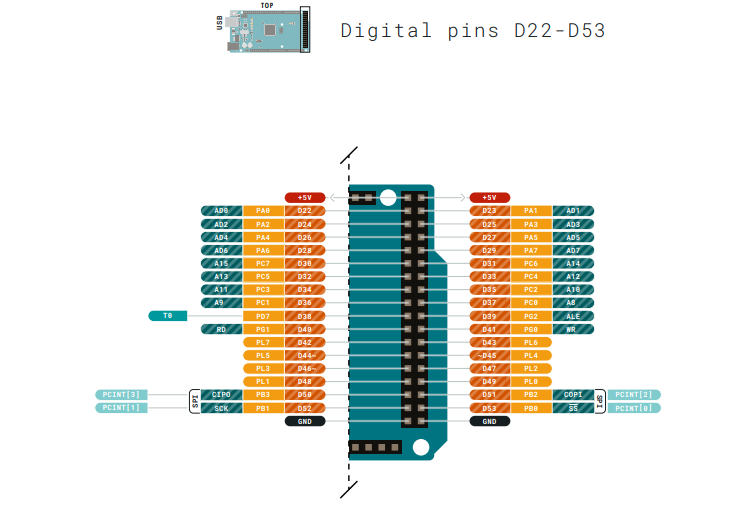 TOP
USB
Digital pins D22-D53
+5V +5V
AD0 PA0 D22 D23 PA1 AD1
AD2 PA2 D24 D25 PA3 AD3
AD4 PA4 D26 D27 PA5 AD5
AD6 PA6 D28 D29 PA7 AD7
A15 PC7 D30 D31 PC6 A14
A13 PC5 D32 D33 PC4 A12
A11 PC3 D34 D35 PC2 A10
A9 PC1 D36 D37 PC0 A8
T0 PD7 D38 D39 PG2 ALE
RD PG1 D40 D41 PG0 WR
PL7 D42 D43 PL6
PL5 D44~ ~D45 PL4
PL3 D46~ D47 PL2
PL1 D48 D49 PL0
PCINT[3] SPI CIPO PB3 D50 D51 PB2 COPI SPI PCINT[2]
PCINT[1] SCK PB1 D52 D53 PB0 SS PCINT[0]
GND GND